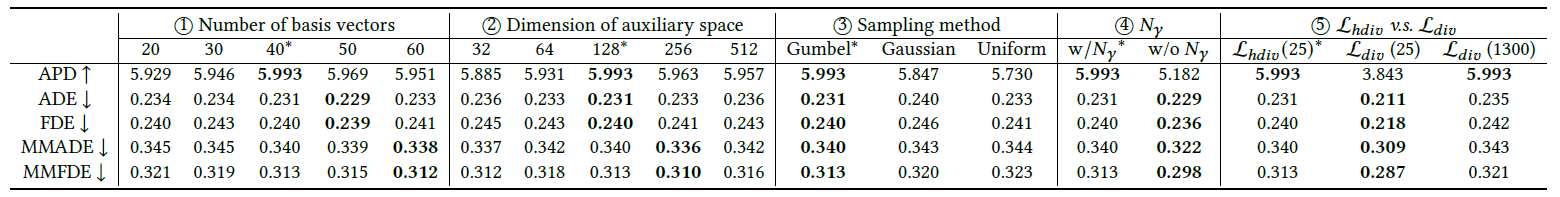 ① Number of basis vectors ② Dimension of auxiliary space ③ Sampling method ④ Nγ ⑤ ℒhdiv v.s. ℒdiv
20 30 40* 50 60 32 64 128* 256 512 Gumbel* Gaussian Uniform w/Nγ* w/o Nγ ℒhdiv(25)* ℒdiv (25) ℒdiv (1300)
APD ↑ 5.929 5.946 5.993 5.969 5.951 5.885 5.931 5.993 5.963 5.957 5.993 5.847 5.730 5.993 5.182 5.993 3.843 5.993
ADE ↓ 0.234 0.234 0.231 0.229 0.233 0.236 0.233 0.231 0.233 0.236 0.231 0.240 0.233 0.231 0.229 0.231 0.211 0.235
FDE ↓ 0.240 0.243 0.240 0.239 0.241 0.245 0.243 0.240 0.241 0.243 0.240 0.246 0.241 0.240 0.236 0.240 0.218 0.242
MMADE ↓ 0.345 0.345 0.340 0.339 0.338 0.337 0.342 0.340 0.336 0.342 0.340 0.343 0.344 0.340 0.322 0.340 0.309 0.343
MMFDE ↓ 0.321 0.319 0.313 0.315 0.312 0.312 0.318 0.313 0.310 0.316 0.313 0.320 0.323 0.313 0.298 0.313 0.287 0.321